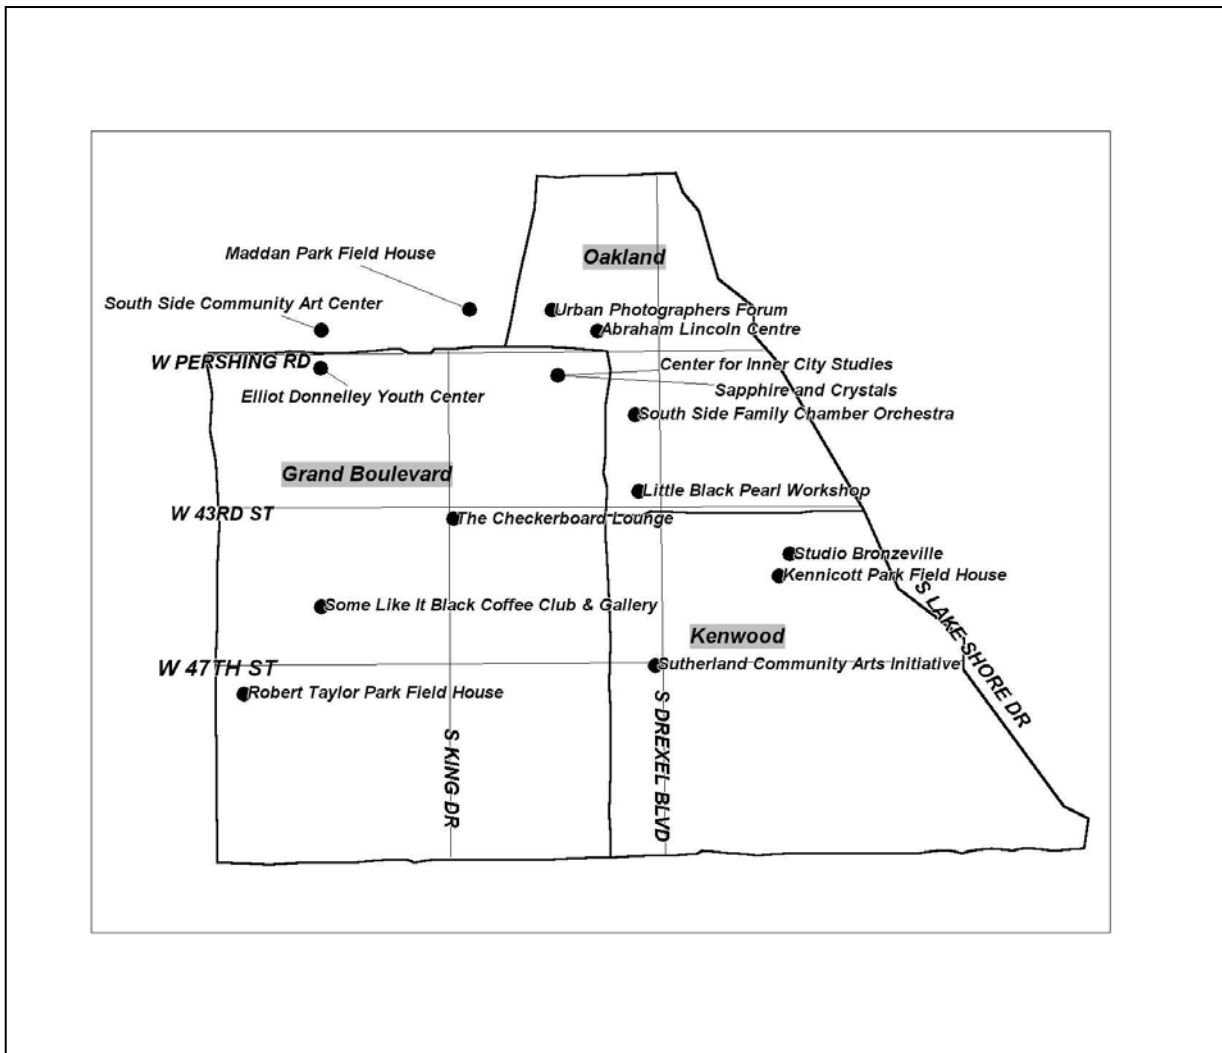 Maddan Park Field House
Oakland
South Side Community Art Center
Urban Photographers Forum
Abraham Lincoln Centre
W PERSHING RD
Center for Inner City Studies
Elliot Donnelley Youth Center
Sapphire and Crystals
South Side Family Chamber Orchestra
Grand Boulevard
Little Black Pearl Workshop
W 43RD ST
The Checkerboard Lounge
Studio Bronzeville
Kennicott Park Field House
Some Like It Black Coffee Club & Gallery
S LAKE SHORE DR
Kenwood
W 47TH ST
Sutherland Community Arts Initiative
Robert Taylor Park Field House
S KING DR
S DREXEL BLVD